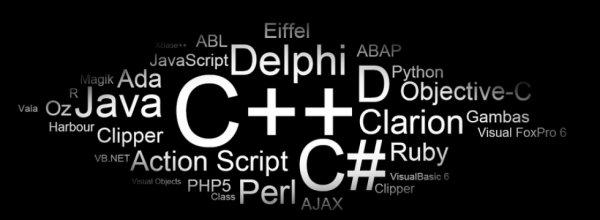 Eiffel
Xbase++ ABL
JavaScript Delphi ABAP
Magik Ada D Python
R Objective-C
Vala Oz Java C++ Clarion Gambas
Harbour Clipper Visual FoxPro 6
VB.NET Action Script C# Ruby
Visual Objects PHP5 Perl VisualBasic 6
Class Clipper
AJAX